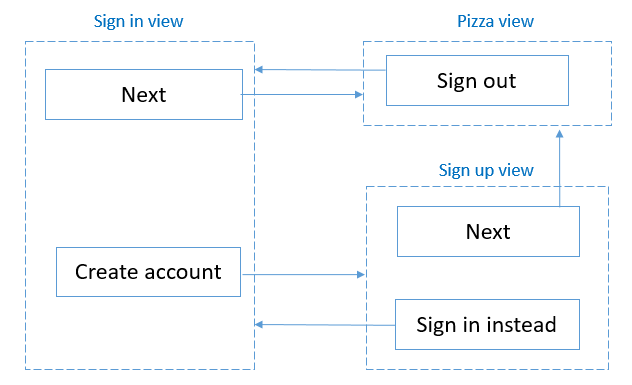 Sign in view
Pizza view
Next
Sign out
Sign up view
Next
Create account
Sign in instead